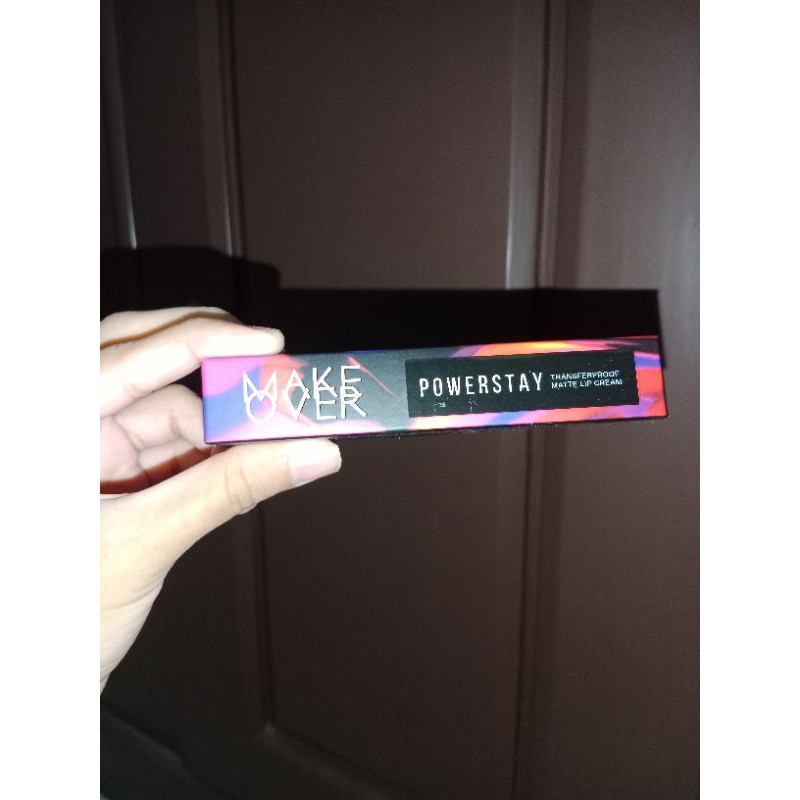 MAKE
OVER
POWERSTAY
TRANSFERPROOF
MATTE LIP CREAM